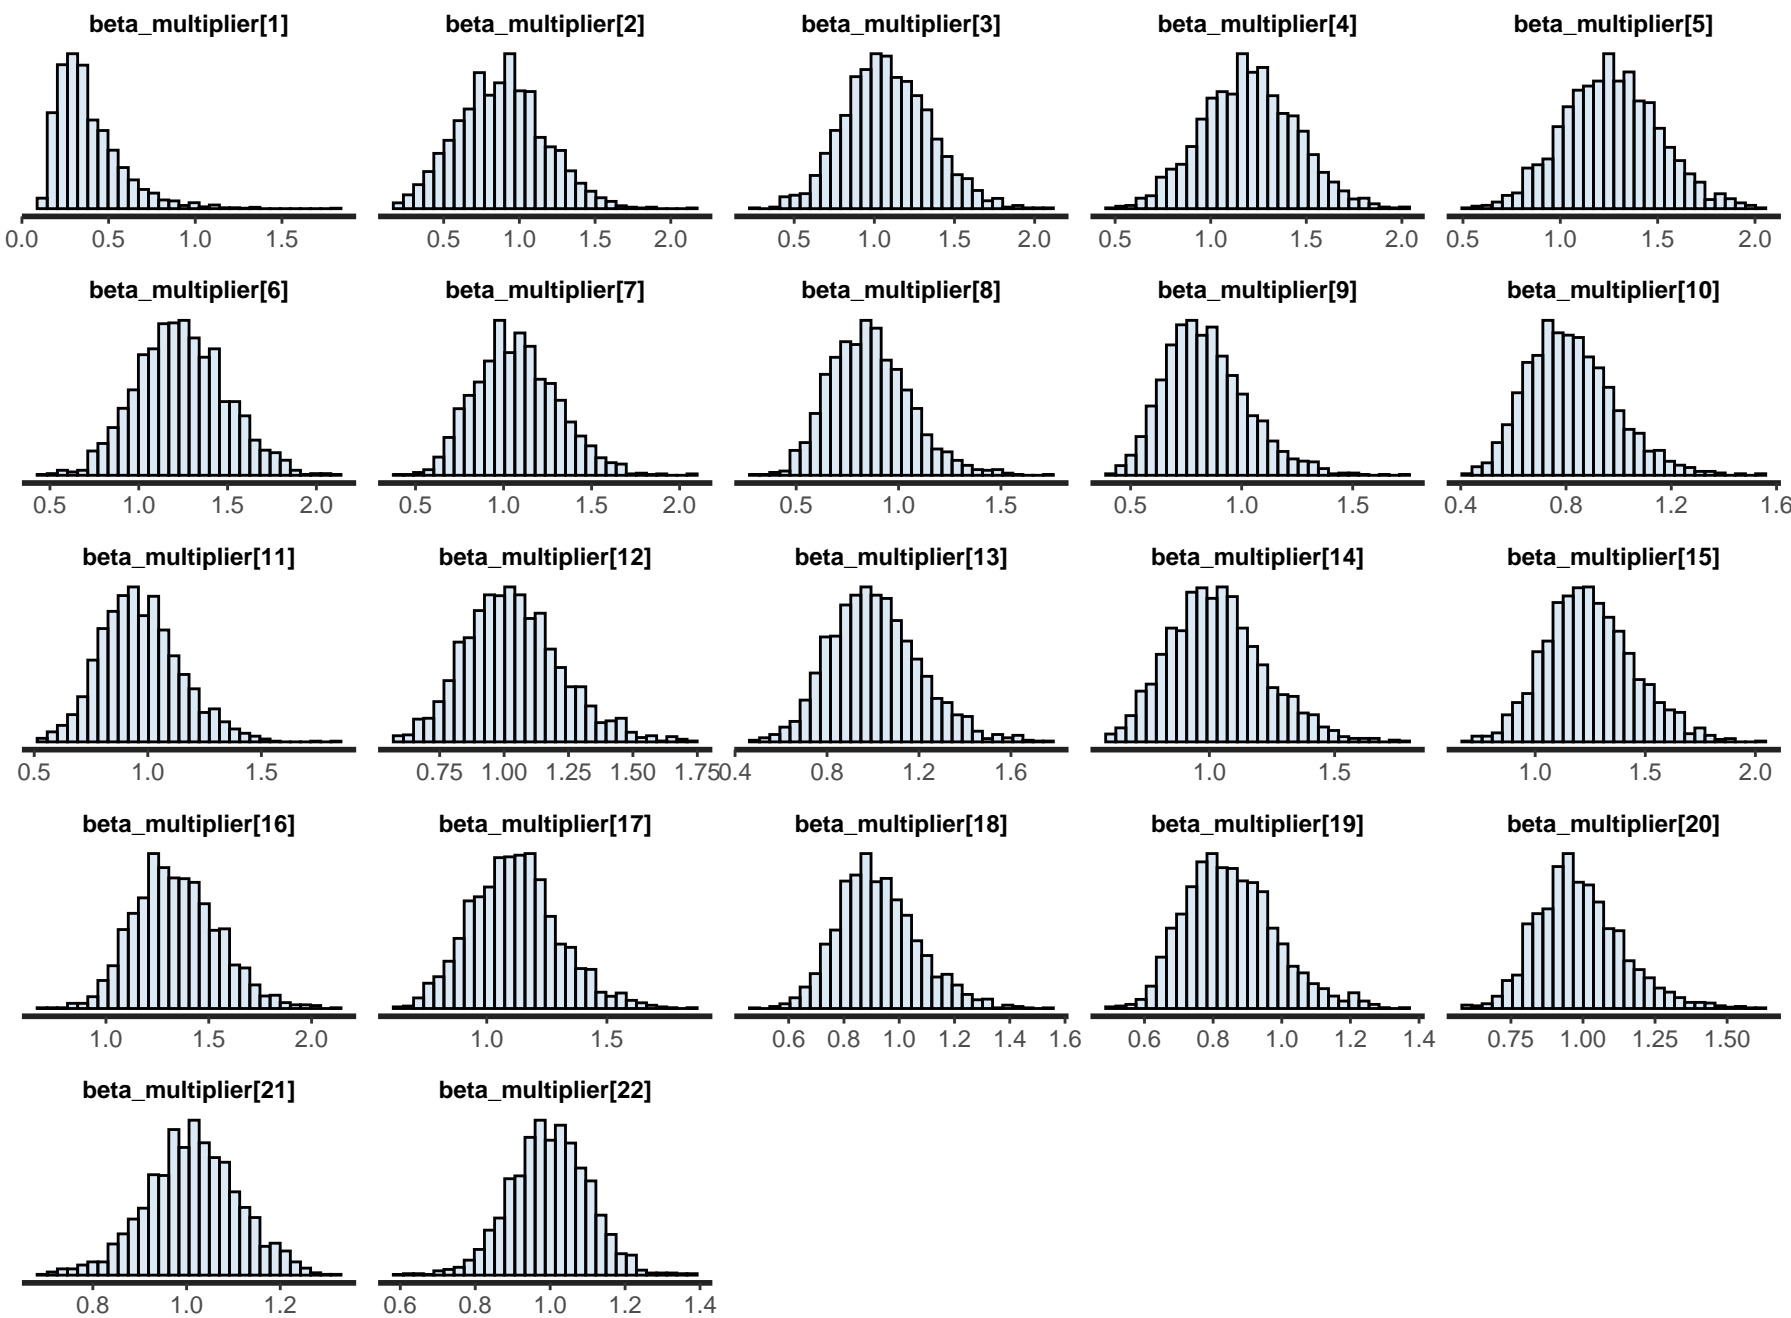 beta_multiplier[1] beta_multiplier[2] beta_multiplier[3] beta_multiplier[4] beta_multiplier[5]
0.0 0.5 1.0 1.5 0.5 1.0 1.5 2.0 0.5 1.0 1.5 2.0 0.5 1.0 1.5 2.0 0.5 1.0 1.5 2.0
beta_multiplier[6] beta_multiplier[7] beta_multiplier[8] beta_multiplier[9] beta_multiplier[10]
0.5 1.0 1.5 2.0 0.5 1.0 1.5 2.0 0.5 1.0 1.5 0.5 1.0 1.5 0.4 0.8 1.2 1.6
beta_multiplier[11] beta_multiplier[12] beta_multiplier[13] beta_multiplier[14] beta_multiplier[15]
0.5 1.0 1.5 0.75 1.00 1.25 1.50 1.75 0.4 0.8 1.2 1.6 1.0 1.5 1.0 1.5 2.0
beta_multiplier[16] beta_multiplier[17] beta_multiplier[18] beta_multiplier[19] beta_multiplier[20]
1.0 1.5 2.0 1.0 1.5 0.6 0.8 1.0 1.2 1.4 1.6 0.6 0.8 1.0 1.2 1.4 0.75 1.00 1.25 1.50
beta_multiplier[21] beta_multiplier[22]
0.8 1.0 1.2 0.6 0.8 1.0 1.2 1.4